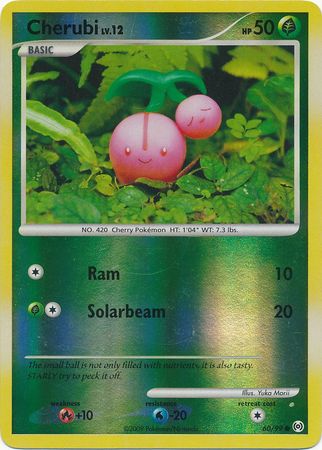 Cherubi LV.12 HP 50
BASIC
NO. 420 Cherry Pokémon HT: 1'04" WT: 7.3 lbs.
Ram 10
Solarbeam 20
The small ball is not only filled with nutrients, it is also tasty.
STARLY try to peck it off.
Illus. Yuka Morii
weakness resistance retreat cost
+10 -20
©2009 Pokémon/Nintendo 60/99